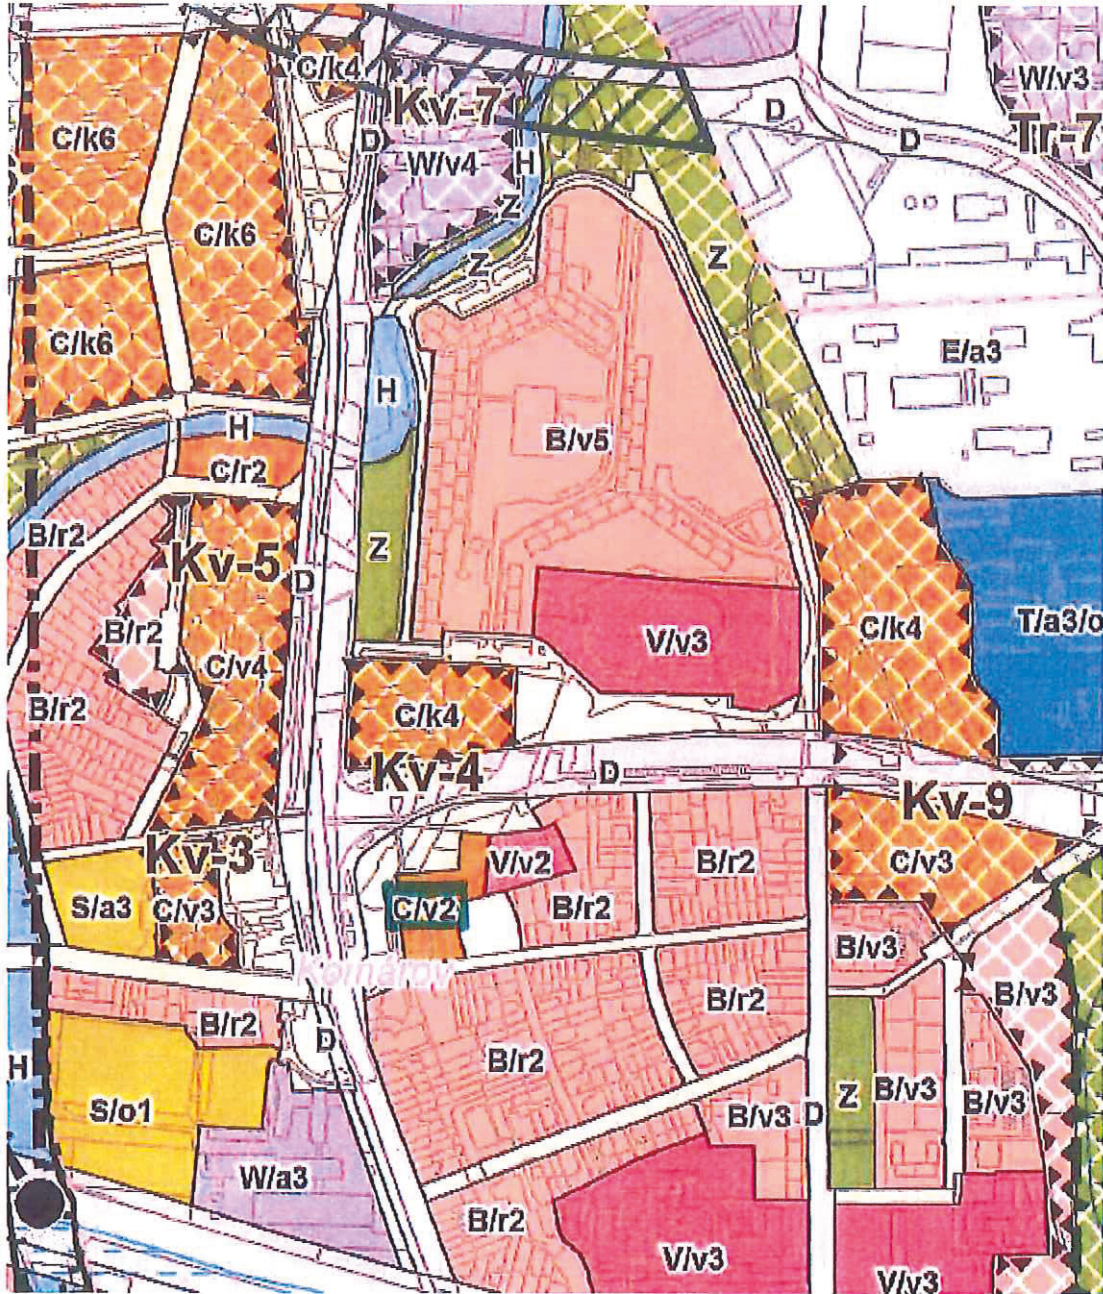 C/k4
C/k6
Kv-7
D
W/v3
D
Tr-7
D
W/v4
H
Z
C/k6
Z
Z
C/k6
E/a3
H
H
B/v5
C/r2
B/r2
Kv-5
Z
D
B/r2
C/v4
V/v3
C/k4
T/a3/o
B/r2
C/k4
Kv-4
D
Kv-9
Kv-3
V/v2
B/r2
C/v3
S/a3
C/v3
C/v2
B/r2
B/v3
Komárov
B/r2
B/v3
B/r2
D
B/r2
H
S/o1
B/v3
D
Z
B/v3
B/v3
W/a3
B/r2
V/v3
V/v3